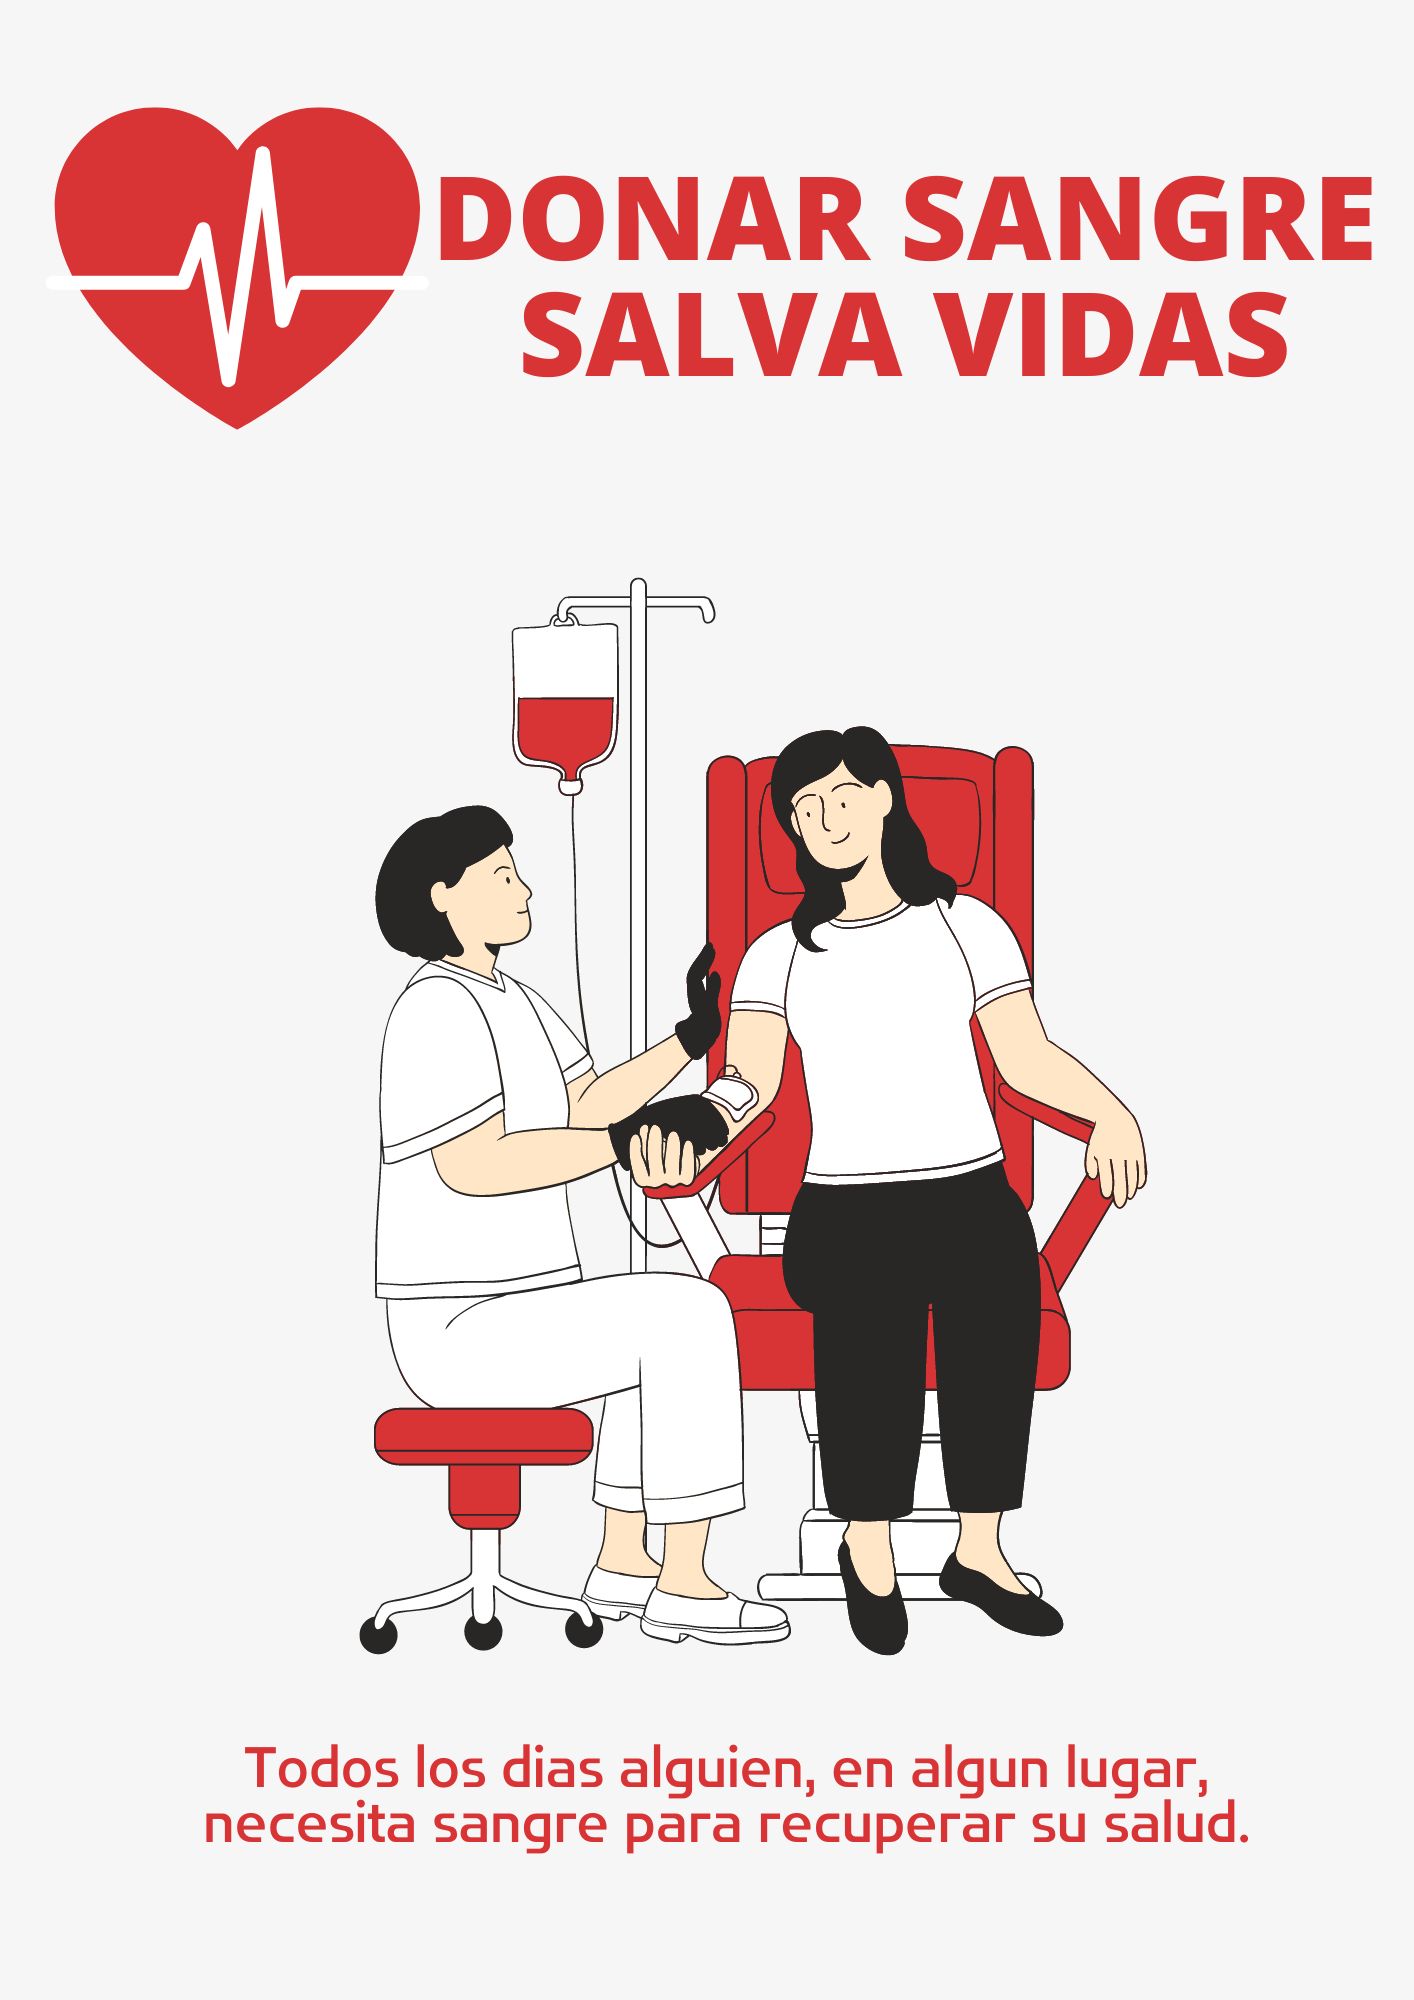 DONAR SANGRE
SALVA VIDAS
Todos los dias alguien, en algun lugar,
necesita sangre para recuperar su salud.